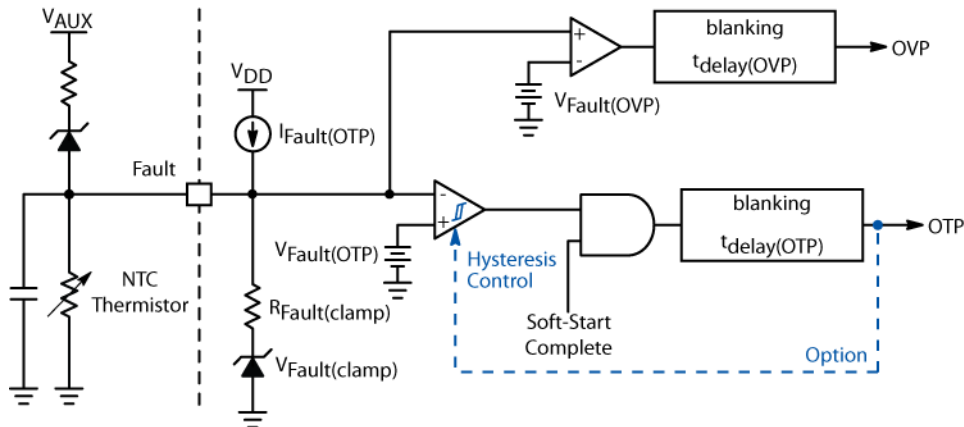 VAUX
VDD
IFault(OTP)
Fault
NTC
Thermistor
RFault(clamp)
VFault(clamp)
+
-
VFault(OVP)
blanking
tdelay(OVP)
OVP
-
+
VFault(OTP)
Hysteresis
Control
Soft-Start
Complete
blanking
tdelay(OTP)
OTP
Option